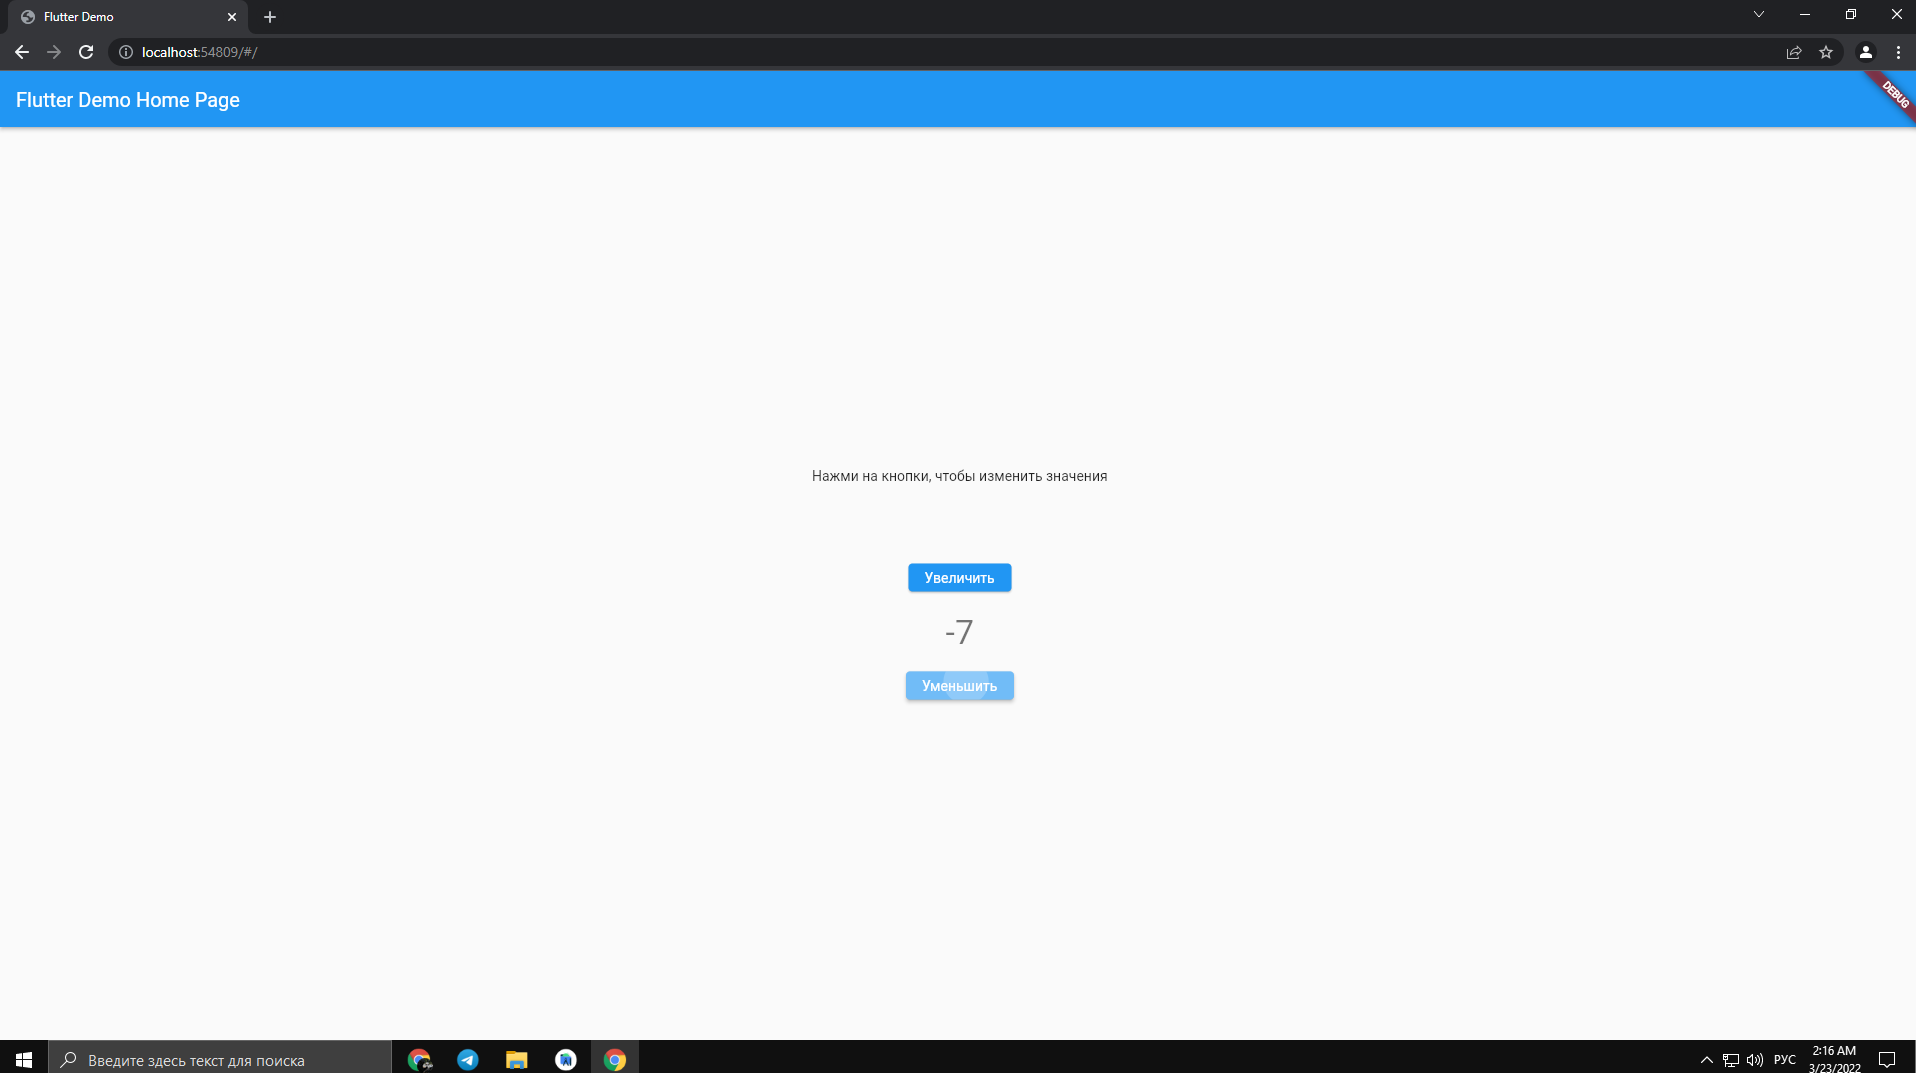 Flutter Demo
localhost:54809/#/
Flutter Demo Home Page
DEBUG
Нажми на кнопки, чтобы изменить значения
Увеличить
-7
Уменьшить
Введите здесь текст для поиска
РУС
2:16 AM
3/23/2022